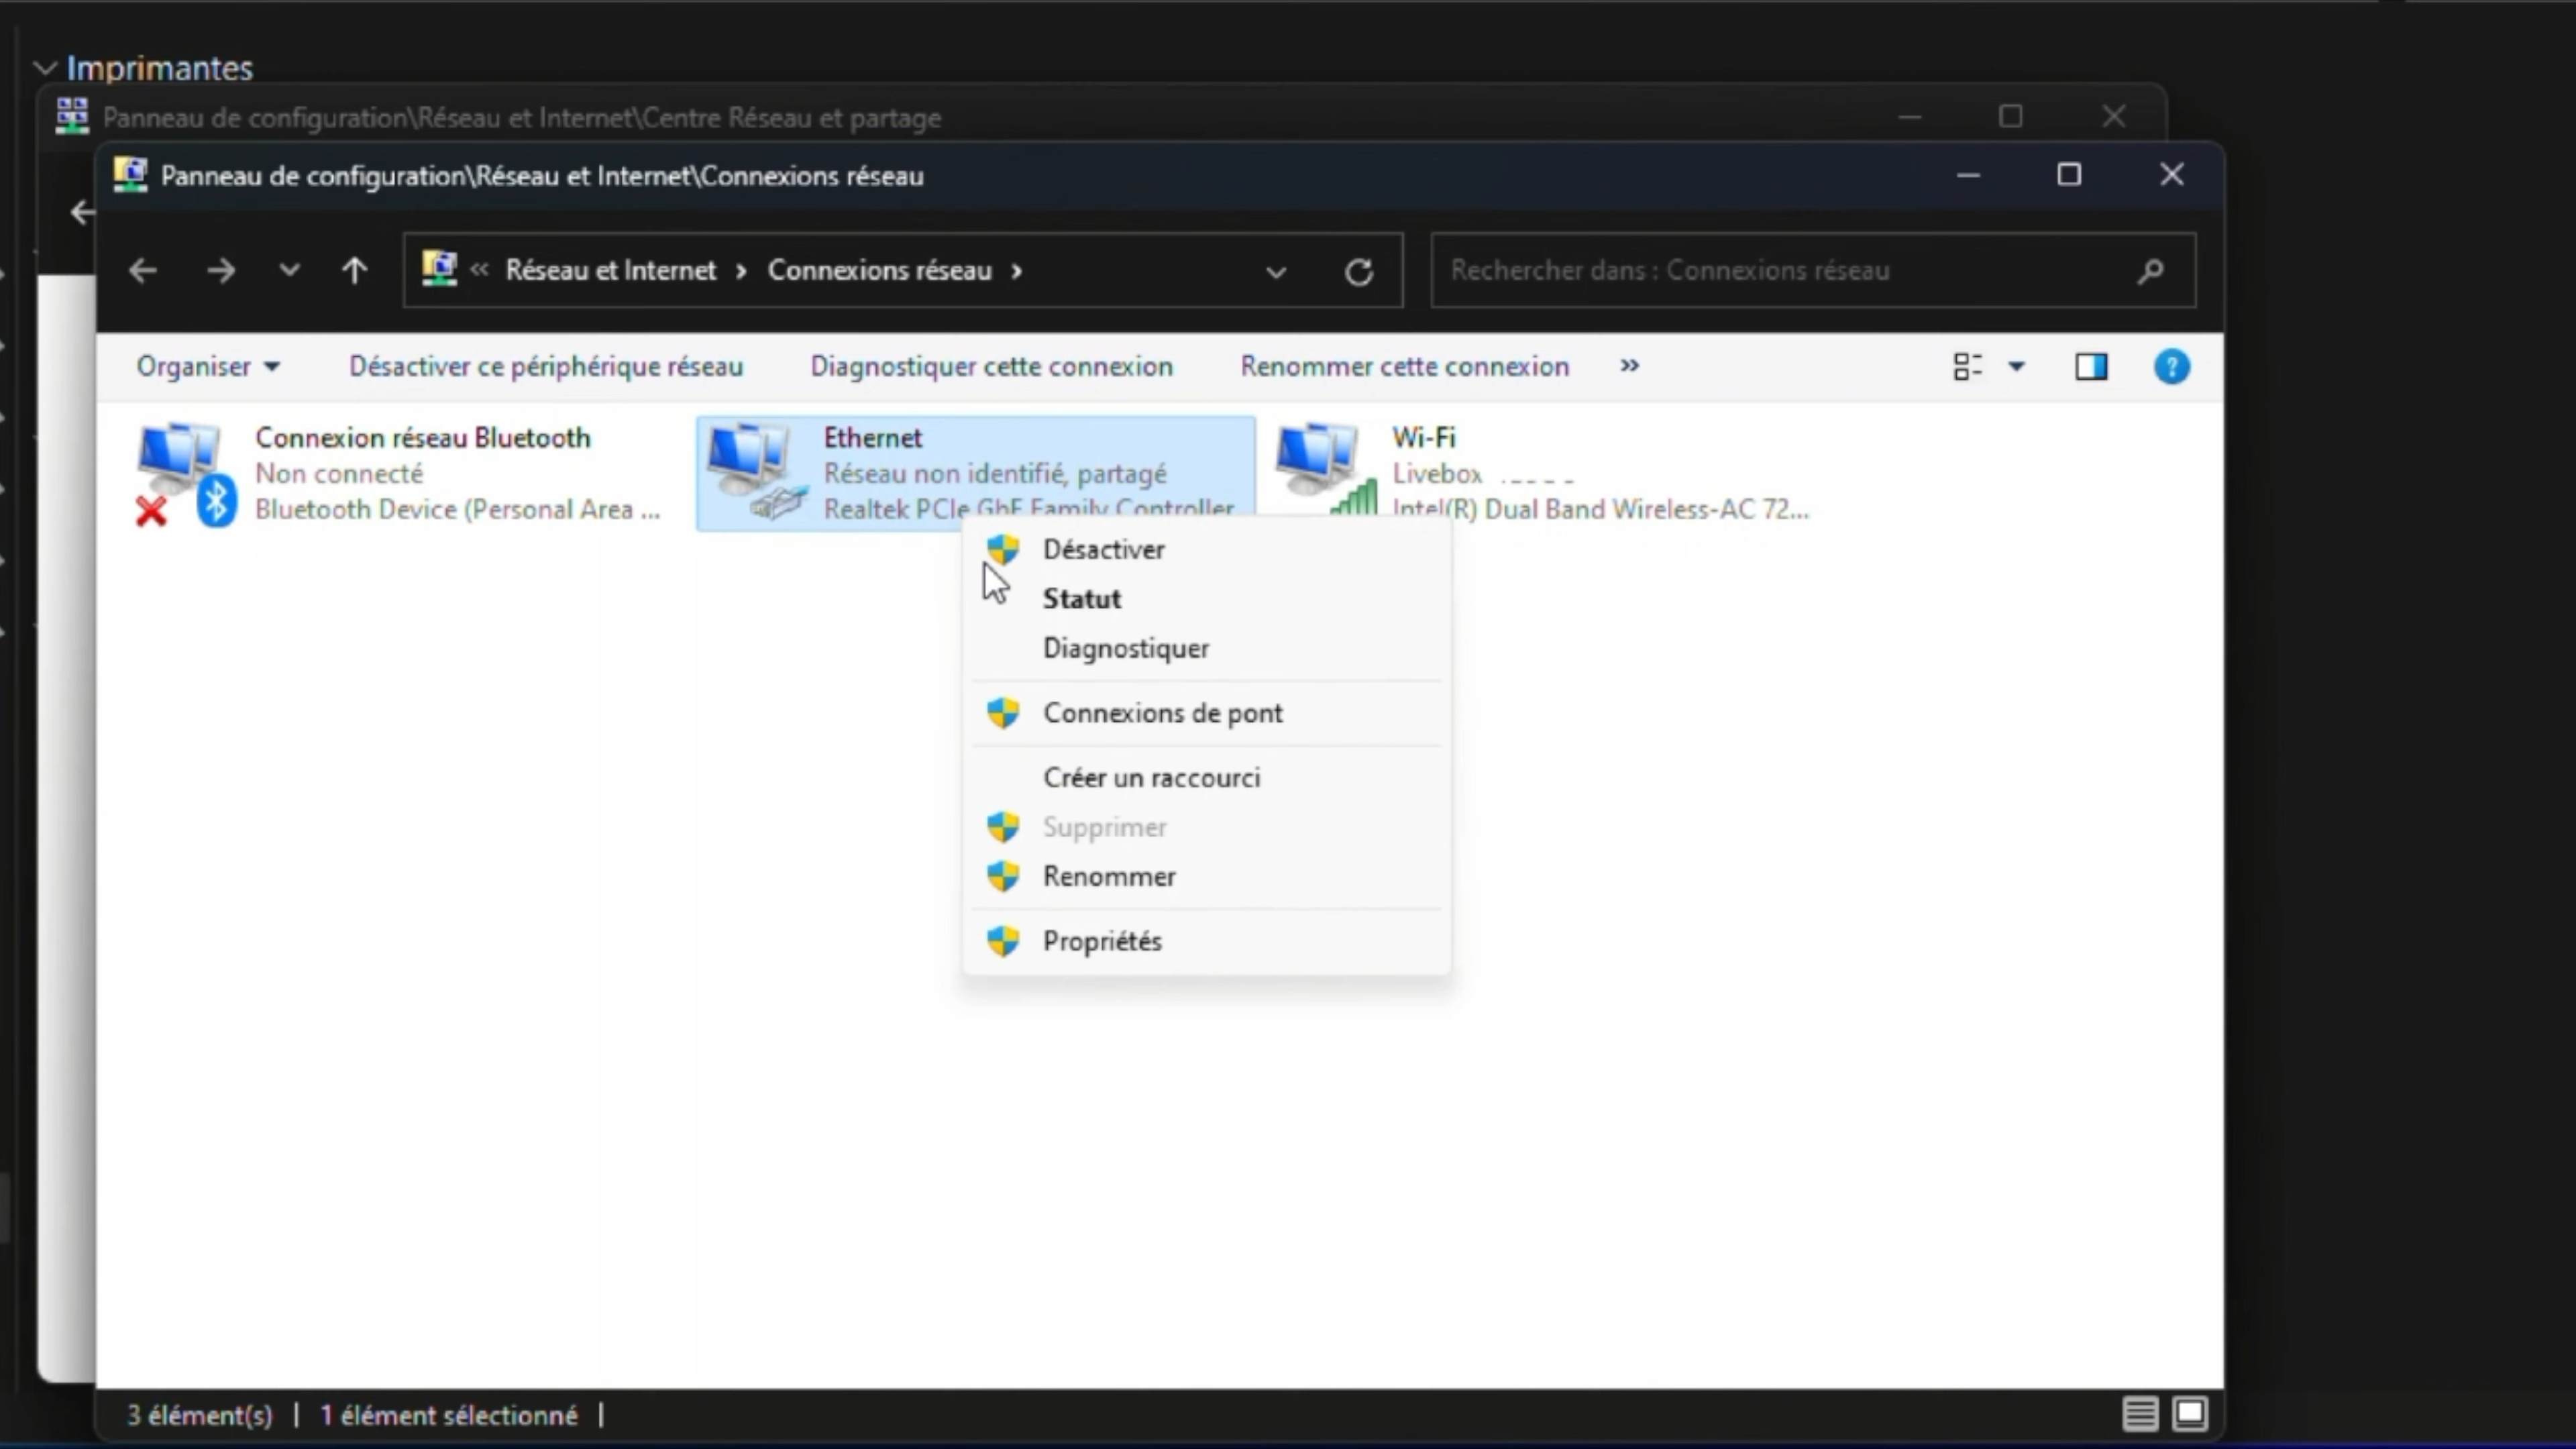 Imprimantes
Panneau de configuration\Réseau et Internet\Centre Réseau et partage
Panneau de configuration\Réseau et Internet\Connexions réseau
« Réseau et Internet > Connexions réseau >
Rechercher dans : Connexions réseau
Organiser Désactiver ce périphérique réseau Diagnostiquer cette connexion Renommer cette connexion »
Connexion réseau Bluetooth
Non connecté
Bluetooth Device (Personal Area ...
Ethernet
Réseau non identifié, partagé
Realtek PCIe GbE Family Controller
Wi-Fi
Livebox
Intel(R) Dual Band Wireless-AC 72...
Désactiver
Statut
Diagnostiquer
Connexions de pont
Créer un raccourci
Supprimer
Renommer
Propriétés
3 élément(s) | 1 élément sélectionné |